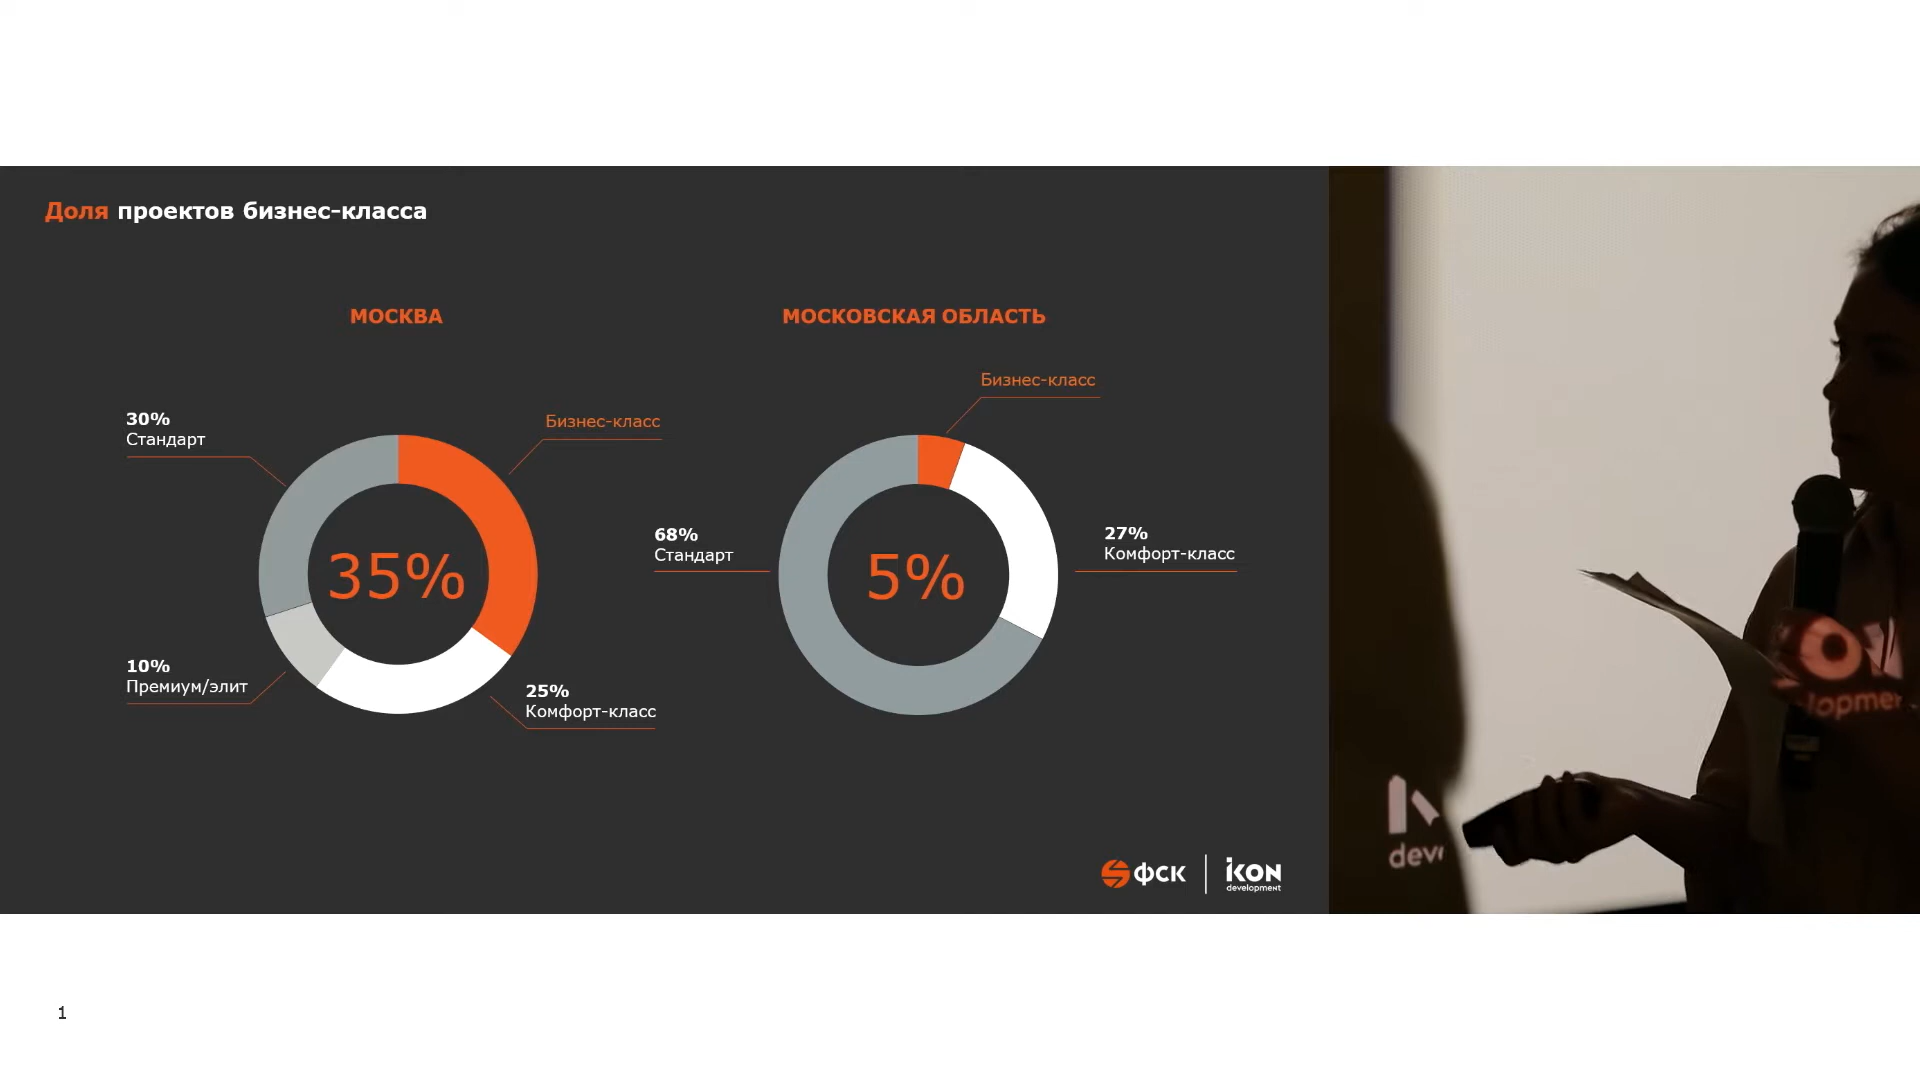 Доля проектов бизнес-класса
МОСКВА
МОСКОВСКАЯ ОБЛАСТЬ
Бизнес-класс
30%
Стандарт
Бизнес-класс
35%
10%
Премиум/элит
25%
Комфорт-класс
68%
Стандарт
5%
27%
Комфорт-класс
ФСК
iKON
development
1